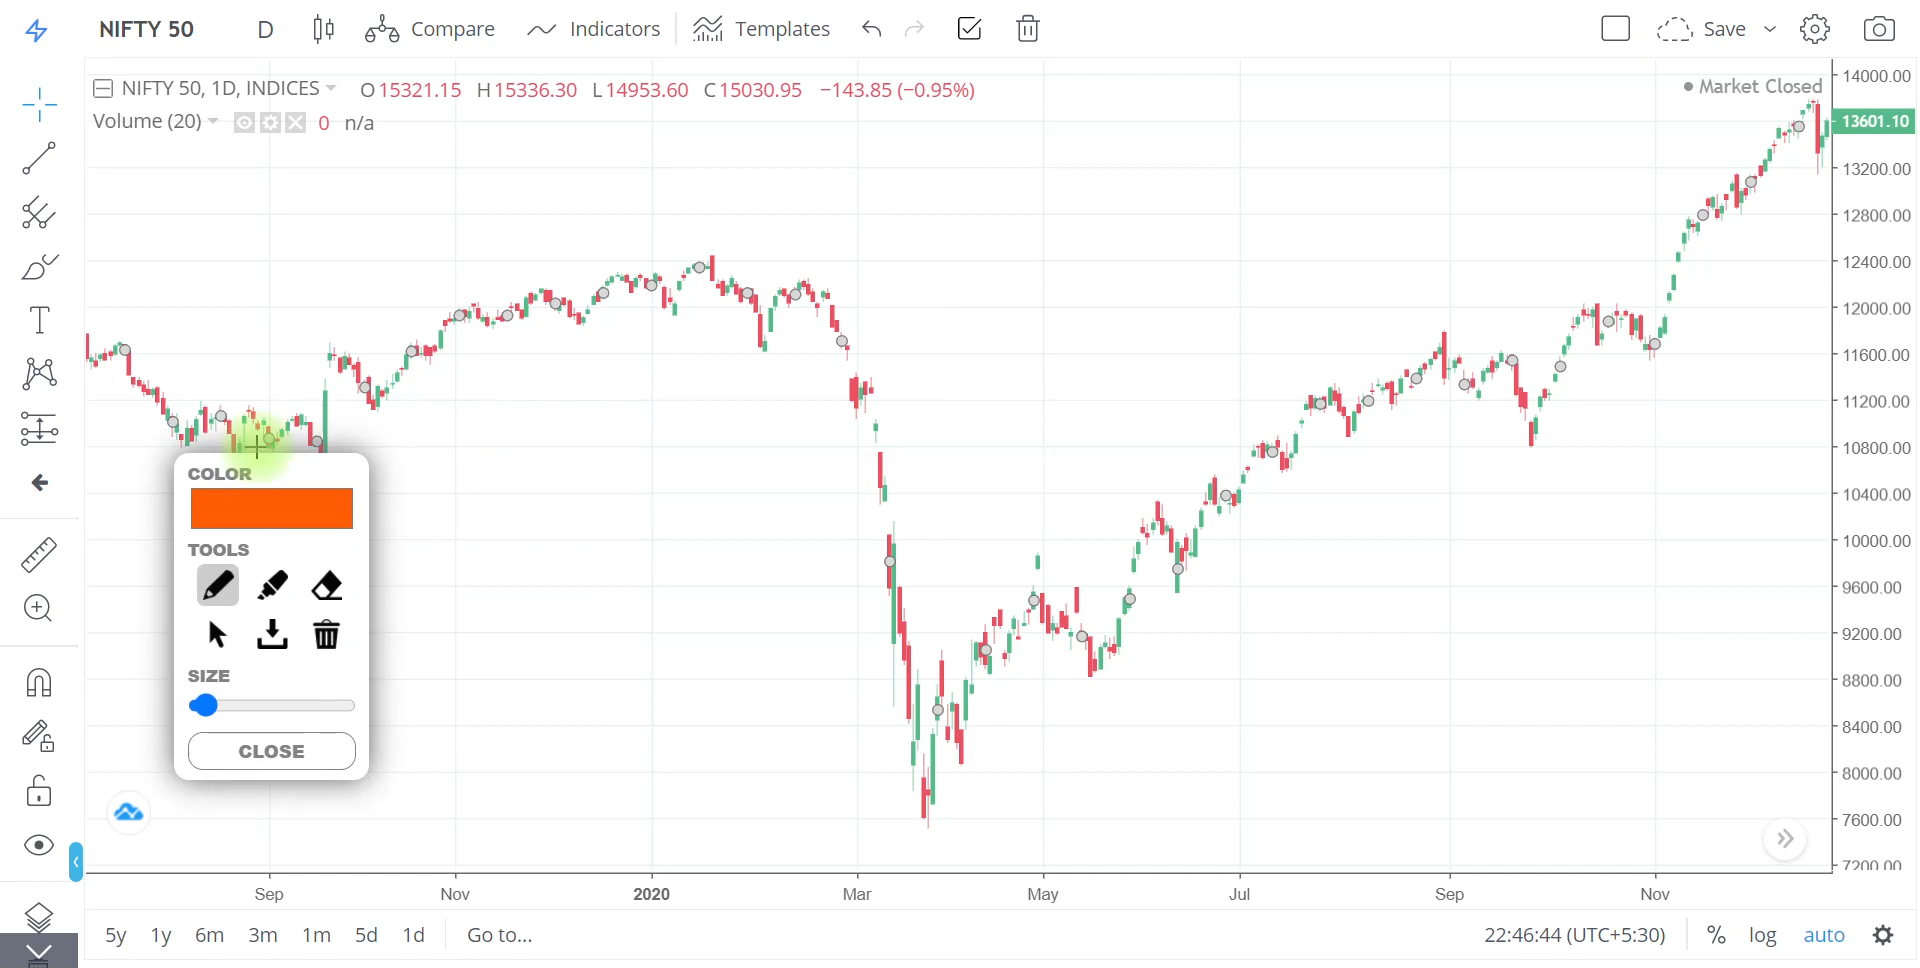 NIFTY 50 D Compare Indicators Templates Save
NIFTY 50, 1D, INDICES O15321.15 H15336.30 L14953.60 C15030.95 −143.85 (−0.95%)
Market Closed
Volume (20) 0 n/a
14000.00
13601.10
13200.00
12800.00
12400.00
12000.00
11600.00
11200.00
10800.00
10400.00
10000.00
9600.00
9200.00
8800.00
8400.00
8000.00
7600.00
7200.00
COLOR
TOOLS
SIZE
CLOSE
Sep Nov 2020 Mar May Jul Sep Nov
5y 1y 6m 3m 1m 5d 1d Go to... 22:46:44 (UTC+5:30) % log auto